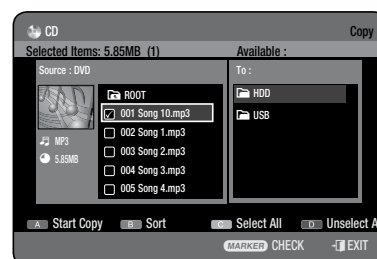 CD Copy
Selected Items: 5.85MB (1) Available :
Source : DVD
To :
ROOT
001 Song 10.mp3
002 Song 1.mp3
003 Song 2.mp3
004 Song 3.mp3
005 Song 4.mp3
MP3
5.85MB
HDD
USB
A Start Copy B Sort C Select All D Unselect A
MARKER CHECK EXIT